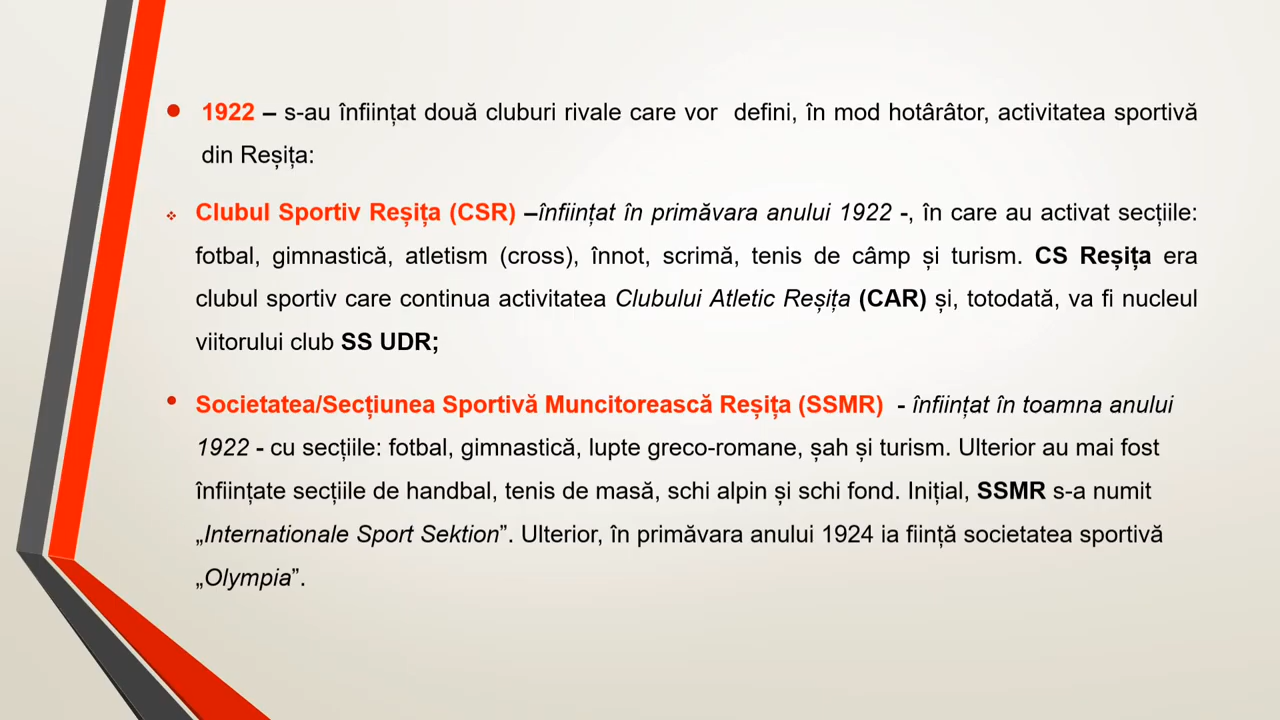 1922 – s-au înființat două cluburi rivale care vor defini, în mod hotârâtor, activitatea sportivă
din Reșița:
Clubul Sportiv Reșița (CSR) –înființat în primăvara anului 1922 -, în care au activat secțiile:
fotbal, gimnastică, atletism (cross), înnot, scrimă, tenis de câmp și turism. CS Reșița era
clubul sportiv care continua activitatea Clubului Atletic Reșița (CAR) și, totodată, va fi nucleul
viitorului club SS UDR;
Societatea/Secțiunea Sportivă Muncitorească Reșița (SSMR) - înființat în toamna anului
1922 - cu secțiile: fotbal, gimnastică, lupte greco-romane, șah și turism. Ulterior au mai fost
înființate secțiile de handbal, tenis de masă, schi alpin și schi fond. Inițial, SSMR s-a numit
„Internationale Sport Sektion”. Ulterior, în primăvara anului 1924 ia ființă societatea sportivă
„Olympia”.